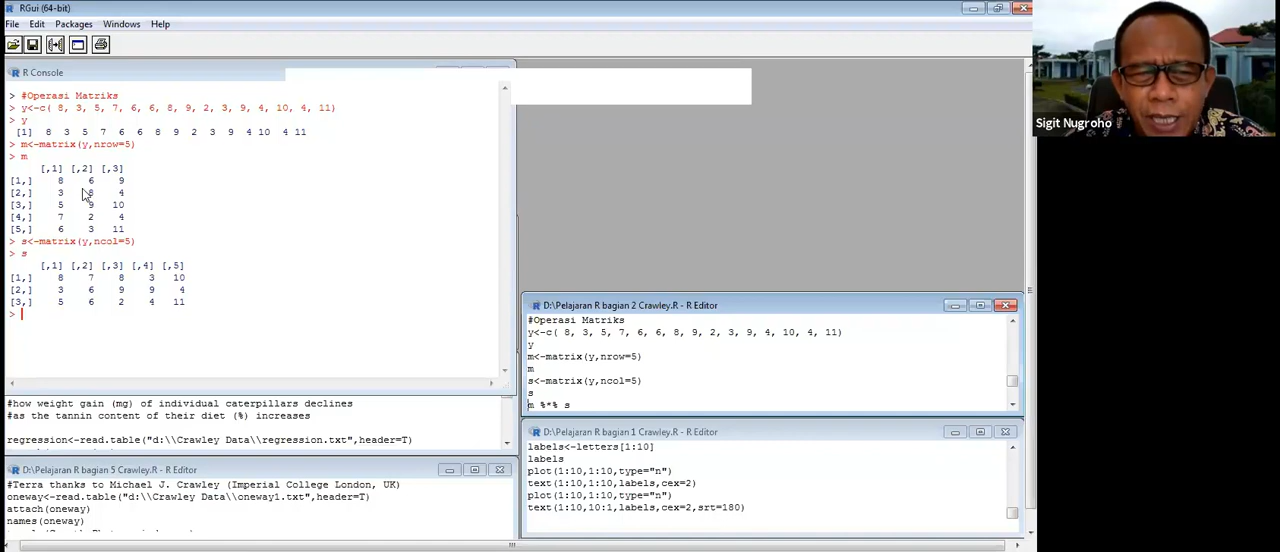 RGui (64-bit)
File Edit Packages Windows Help
R Console
> #Operasi Matriks
> y<-c( 8, 3, 5, 7, 6, 6, 8, 9, 2, 3, 9, 4, 10, 4, 11)
> y
[1] 8 3 5 7 6 6 8 9 2 3 9 4 10 4 11
> m<-matrix(y,nrow=5)
> m
[,1] [,2] [,3]
[1,] 8 6 9
[2,] 3 8 4
[3,] 5 9 10
[4,] 7 2 4
[5,] 6 3 11
> s<-matrix(y,ncol=5)
> s
[,1] [,2] [,3] [,4] [,5]
[1,] 8 7 8 3 10
[2,] 3 6 9 9 4
[3,] 5 6 2 4 11
>
#how weight gain (mg) of individual caterpillars declines
#as the tannin content of their diet (%) increases
regression<-read.table("d:\\Crawley Data\\regression.txt",header=T)
D:\Pelajaran R bagian 5 Crawley.R - R Editor
#Terra thanks to Michael J. Crawley (Imperial College London, UK)
oneway<-read.table("d:\\Crawley Data\\oneway1.txt",header=T)
attach(oneway)
names(oneway)
D:\Pelajaran R bagian 2 Crawley.R - R Editor
#Operasi Matriks
y<-c( 8, 3, 5, 7, 6, 6, 8, 9, 2, 3, 9, 4, 10, 4, 11)
y
m<-matrix(y,nrow=5)
m
s<-matrix(y,ncol=5)
s
m %*% s
D:\Pelajaran R bagian 1 Crawley.R - R Editor
labels<-letters[1:10]
labels
plot(1:10,1:10,type="n")
text(1:10,1:10,labels,cex=2)
plot(1:10,1:10,type="n")
text(1:10,10:1,labels,cex=2,srt=180)
Sigit Nugroho